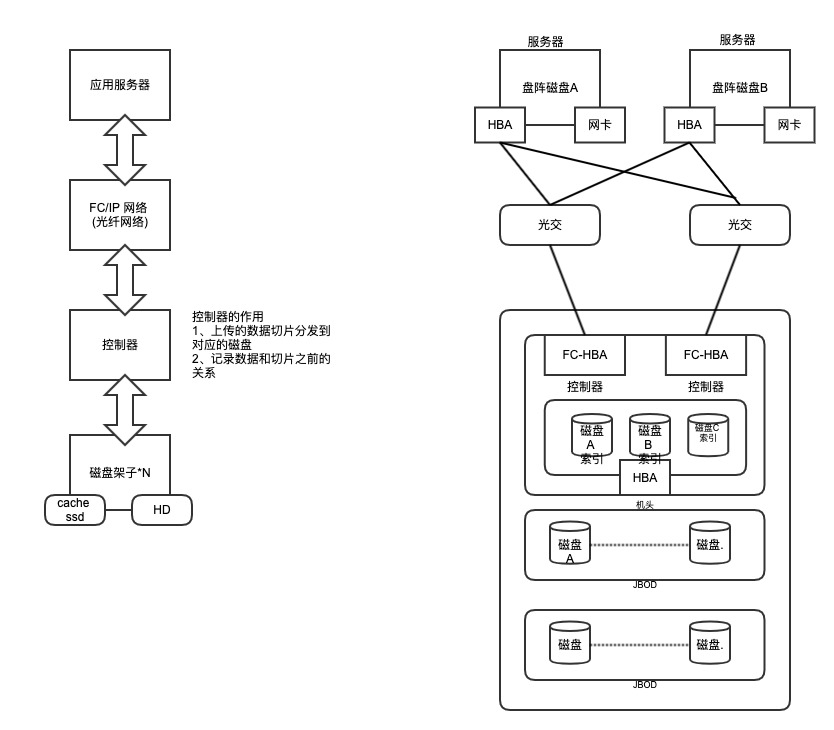 应用服务器
FC/IP 网络
(光纤网络)
控制器
控制器的作用
1、上传的数据切片分发到
对应的磁盘
2、记录数据和切片之前的
关系
磁盘架子*N
cache
ssd
HD
服务器
服务器
盘阵磁盘A
盘阵磁盘B
HBA
网卡
HBA
网卡
光交
光交
FC-HBA
FC-HBA
控制器
控制器
磁盘
A
索引
磁盘
B
索引
磁盘C
索引
HBA
机头
磁盘
A
磁盘.
JBOD
磁盘
磁盘.
JBOD